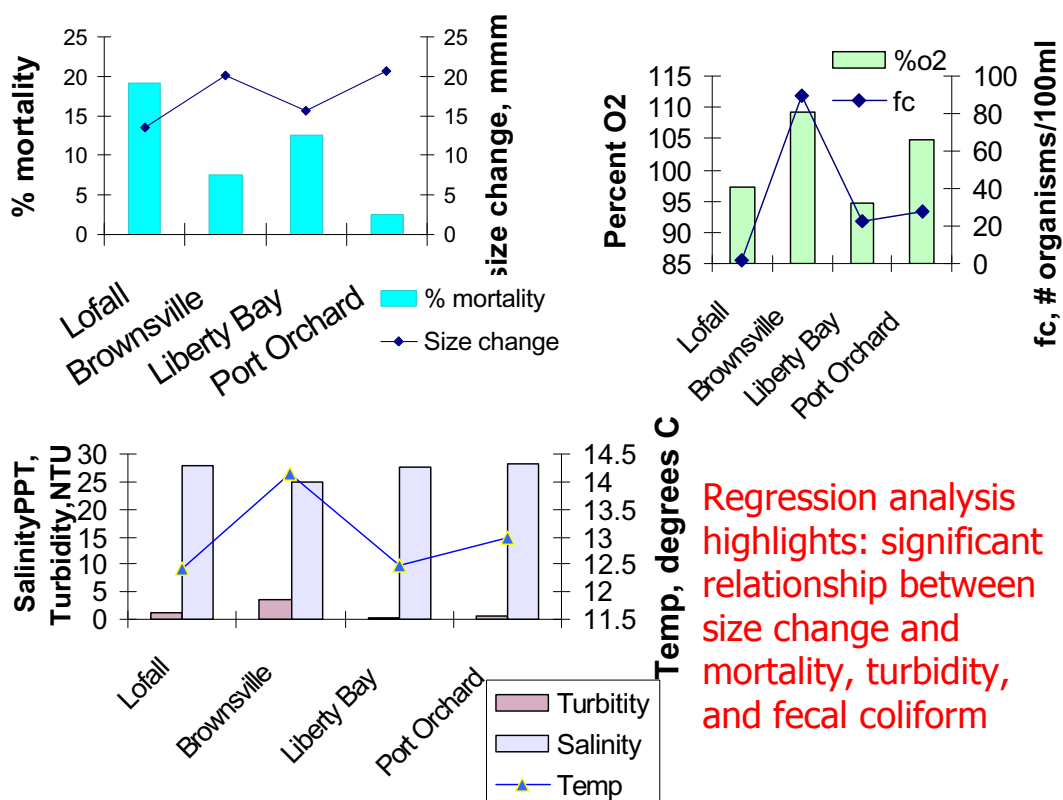 % mortality
25
20
15
10
5
0
25
20
15
10
5
0
size change, mmm
Lofall
Brownsville
Liberty Bay
Port Orchard
% mortality
Size change
%o2
fc
Percent O2
115
110
105
100
95
90
85
100
80
60
40
20
0
fc, # organisms/100ml
Lofall
Brownsville
Liberty Bay
Port Orchard
SalinityPPT,
Turbidity,NTU
30
25
20
15
10
5
0
14.5
14
13.5
13
12.5
12
11.5
Temp, degrees C
Lofall
Brownsville
Liberty Bay
Port Orchard
Turbitity
Salinity
Temp
Regression analysis
highlights: significant
relationship between
size change and
mortality, turbidity,
and fecal coliform